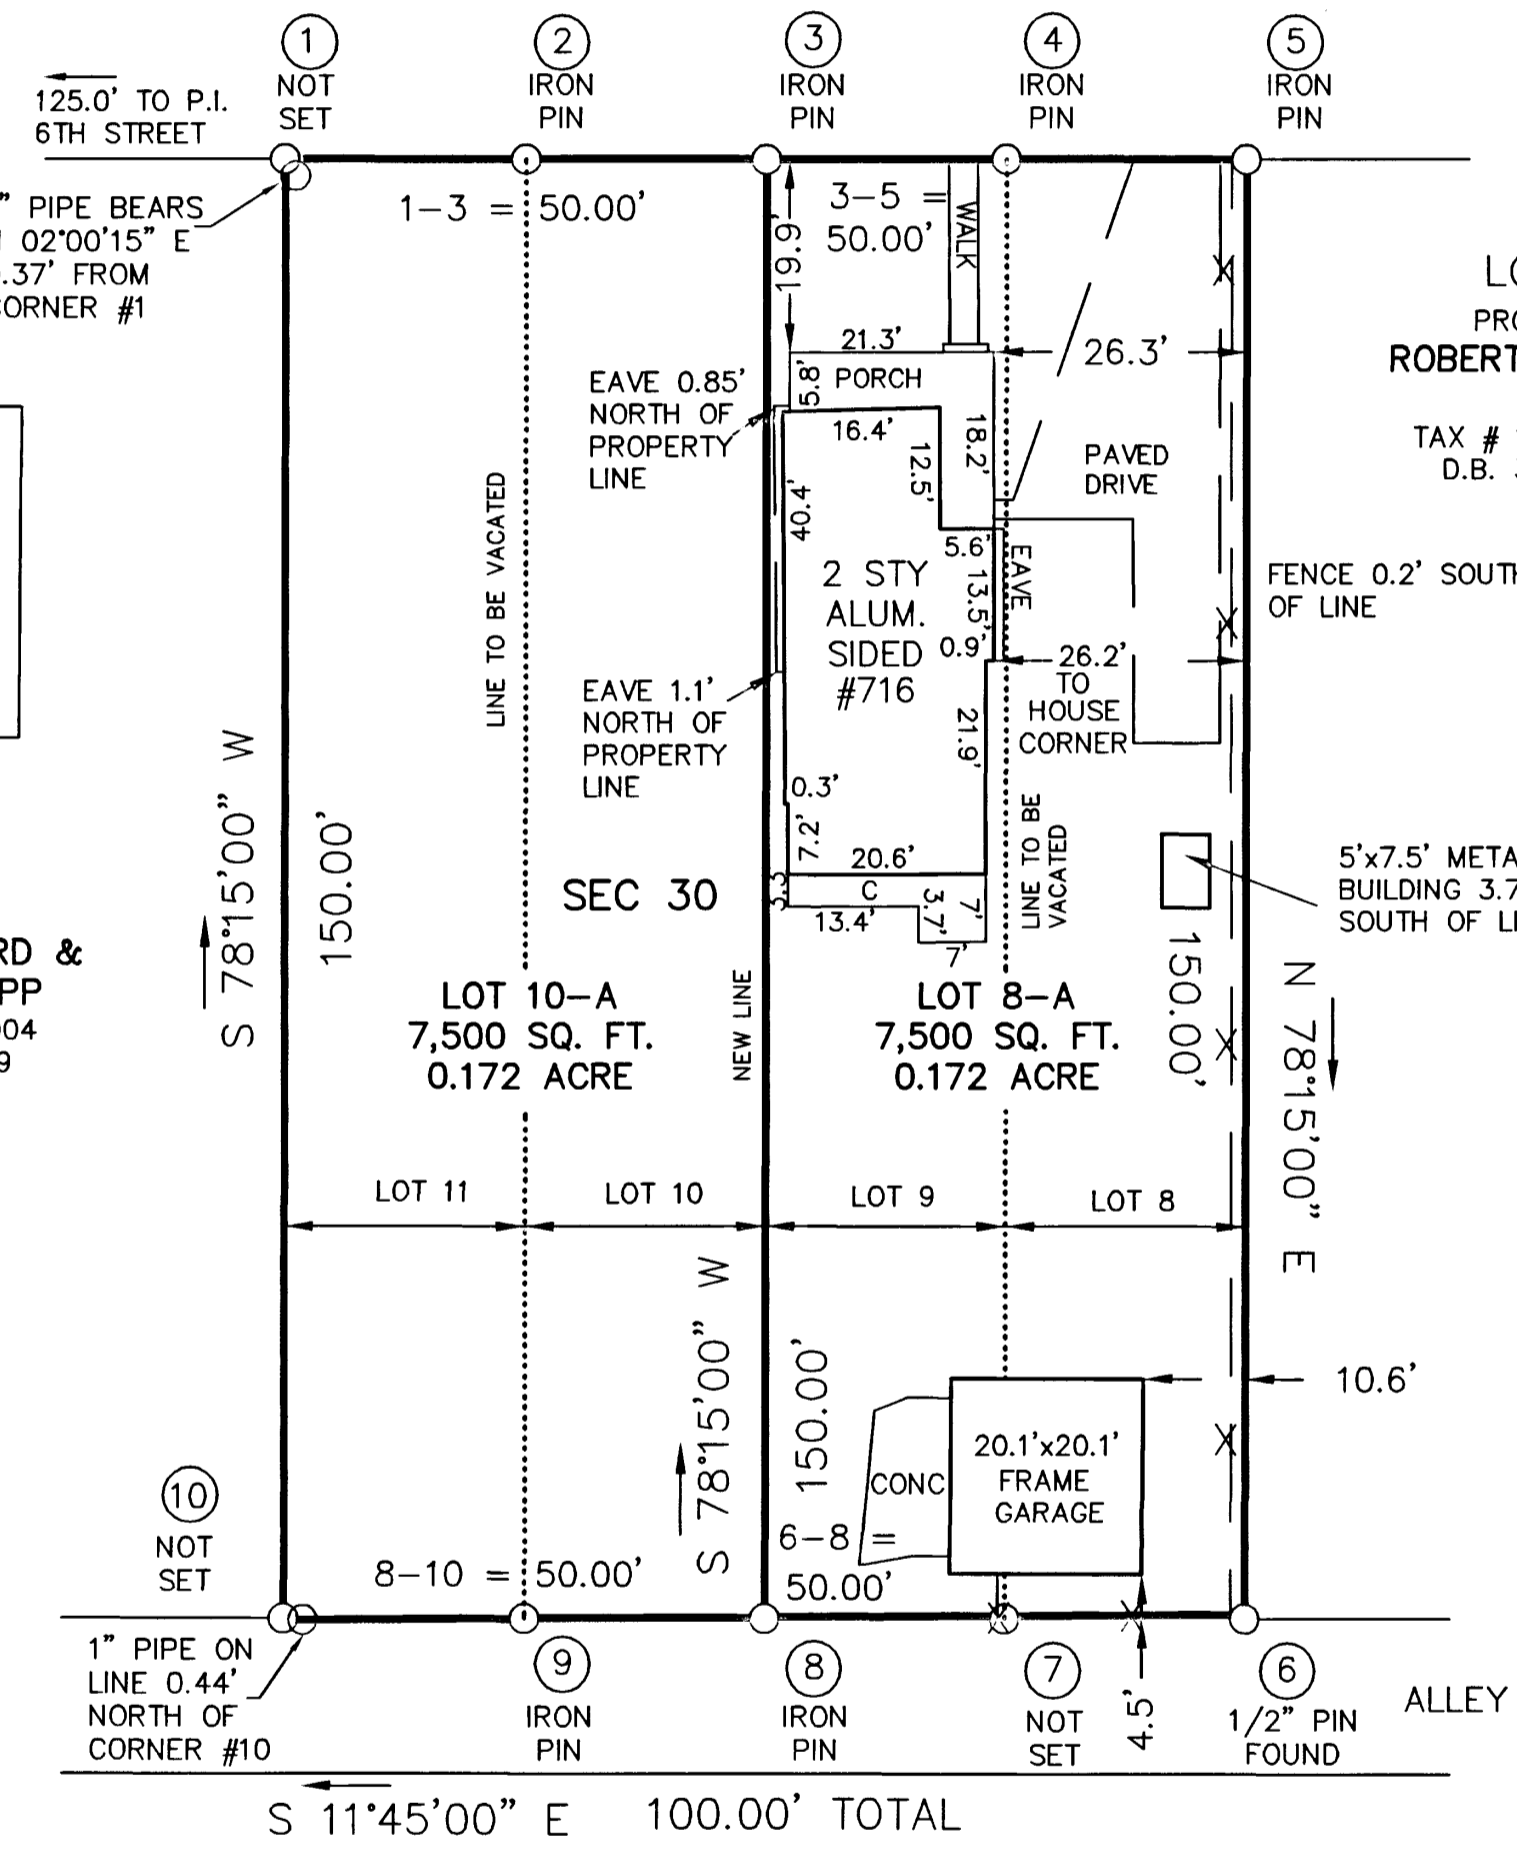 1
NOT
SET
2
IRON
PIN
3
IRON
PIN
4
IRON
PIN
5
IRON
PIN
125.0' TO P.I.
6TH STREET
" PIPE BEARS
02°00'15" E
.37' FROM
CORNER #1
1-3 = 50.00'
3-5 =
50.00'
19.9'
WALK
21.3'
26.3'
PORCH
5.8'
EAVE 0.85'
NORTH OF
PROPERTY
LINE
16.4'
12.5'
18.2'
PAVED
DRIVE
PRO
ROBERT
TAX #
D.B.
LINE TO BE VACATED
40.4'
5.6'
EAVE
13.5'
2 STY
ALUM.
SIDED
#716
0.9'
26.2'
TO
HOUSE
CORNER
FENCE 0.2' SOUTH
OF LINE
EAVE 1.1'
NORTH OF
PROPERTY
LINE
21.9'
0.3'
7.2'
20.6'
3.3'
C
13.4'
3.7'
7'
7'
LINE TO BE
VACATED
5'x7.5' META
BUILDING 3.7
SOUTH OF L
S 78°15'00" W
150.00'
SEC 30
RD &
PP
04
9
LOT 10-A
7,500 SQ. FT.
0.172 ACRE
NEW LINE
LOT 8-A
7,500 SQ. FT.
0.172 ACRE
150.00'
N 78°15'00" E
LOT 11
LOT 10
LOT 9
LOT 8
S 78°15'00" W
150.00'
10.6'
20.1'x20.1'
FRAME
GARAGE
CONC
10
NOT
SET
8-10 = 50.00'
6-8 =
50.00'
1" PIPE ON
LINE 0.44'
NORTH OF
CORNER #10
9
IRON
PIN
8
IRON
PIN
7
NOT
SET
4.5'
6
1/2" PIN
FOUND
ALLEY
S 11°45'00" E 100.00' TOTAL